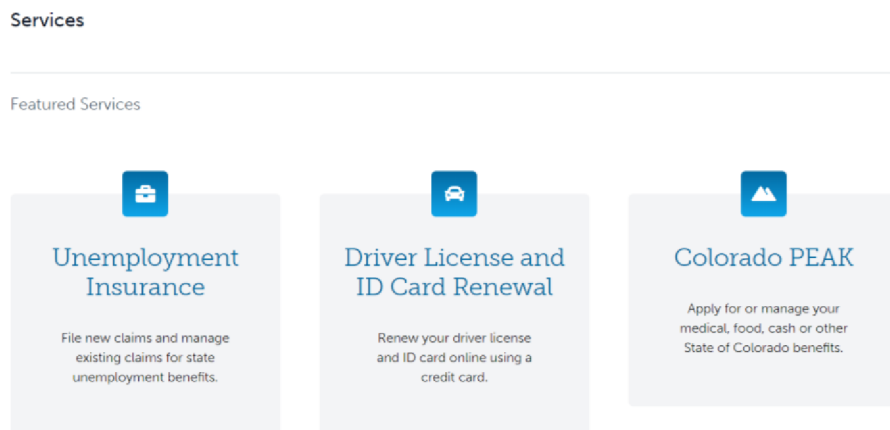 Services
Featured Services
Unemployment
Insurance
File new claims and manage
existing claims for state
unemployment benefits.
Driver License and
ID Card Renewal
Renew your driver license
and ID card online using a
credit card.
Colorado PEAK
Apply for or manage your
medical, food, cash or other
State of Colorado benefits.